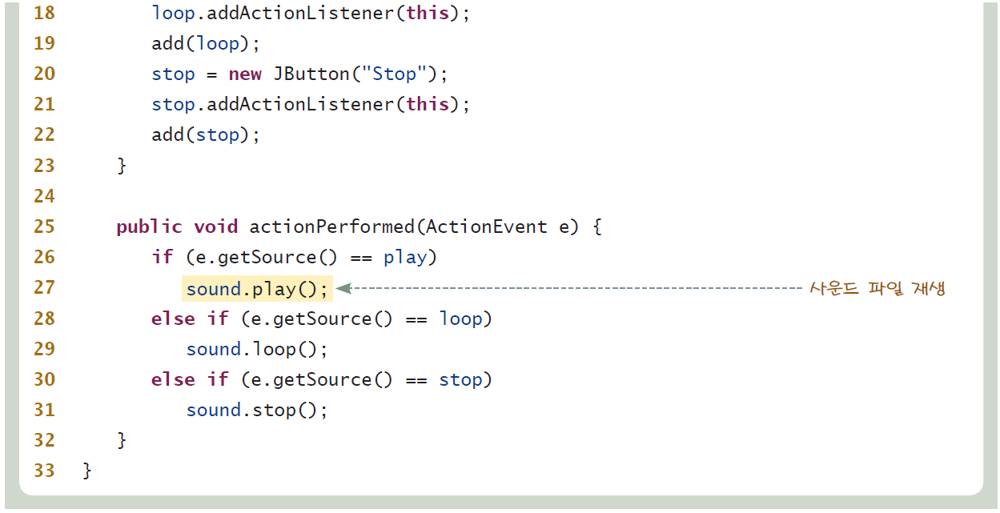 18 loop.addActionListener(this);
19 add(loop);
20 stop = new JButton("Stop");
21 stop.addActionListener(this);
22 add(stop);
23 }
24
25 public void actionPerformed(ActionEvent e) {
26 if (e.getSource() == play)
27 sound.play(); 사운드 파일 재생
28 else if (e.getSource() == loop)
29 sound.loop();
30 else if (e.getSource() == stop)
31 sound.stop();
32 }
33 }